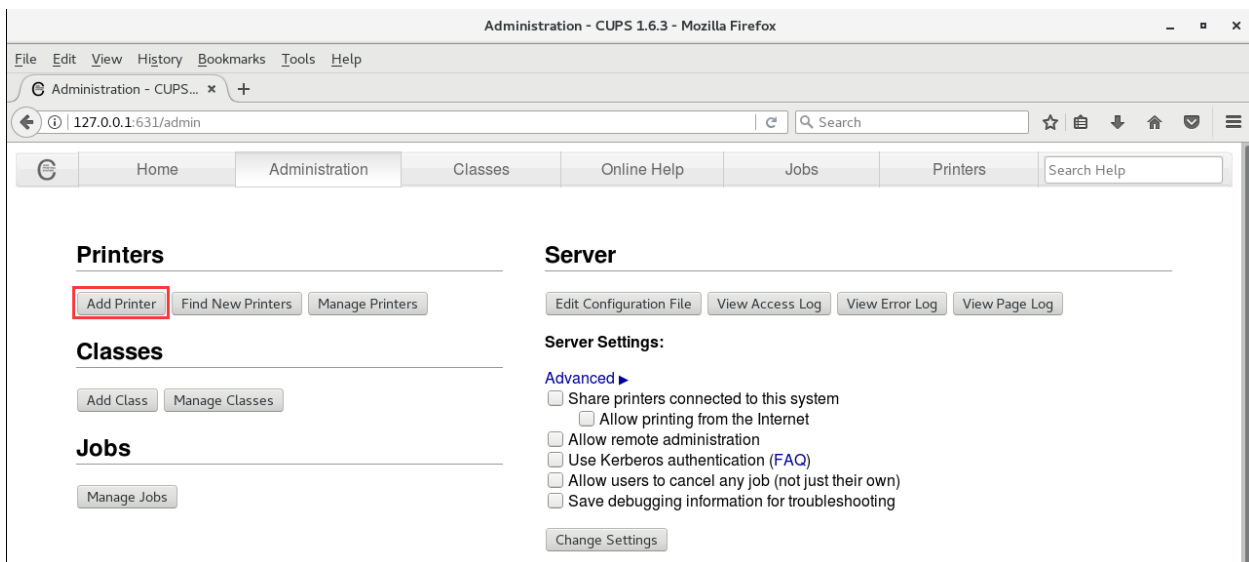 Administration - CUPS 1.6.3 - Mozilla Firefox
File Edit View History Bookmarks Tools Help
Administration - CUPS...
127.0.0.1:631/admin Search
Home Administration Classes Online Help Jobs Printers Search Help
Printers
Add Printer Find New Printers Manage Printers
Classes
Add Class Manage Classes
Jobs
Manage Jobs
Server
Edit Configuration File View Access Log View Error Log View Page Log
Server Settings:
Advanced ▸
Share printers connected to this system
Allow printing from the Internet
Allow remote administration
Use Kerberos authentication (FAQ)
Allow users to cancel any job (not just their own)
Save debugging information for troubleshooting
Change Settings